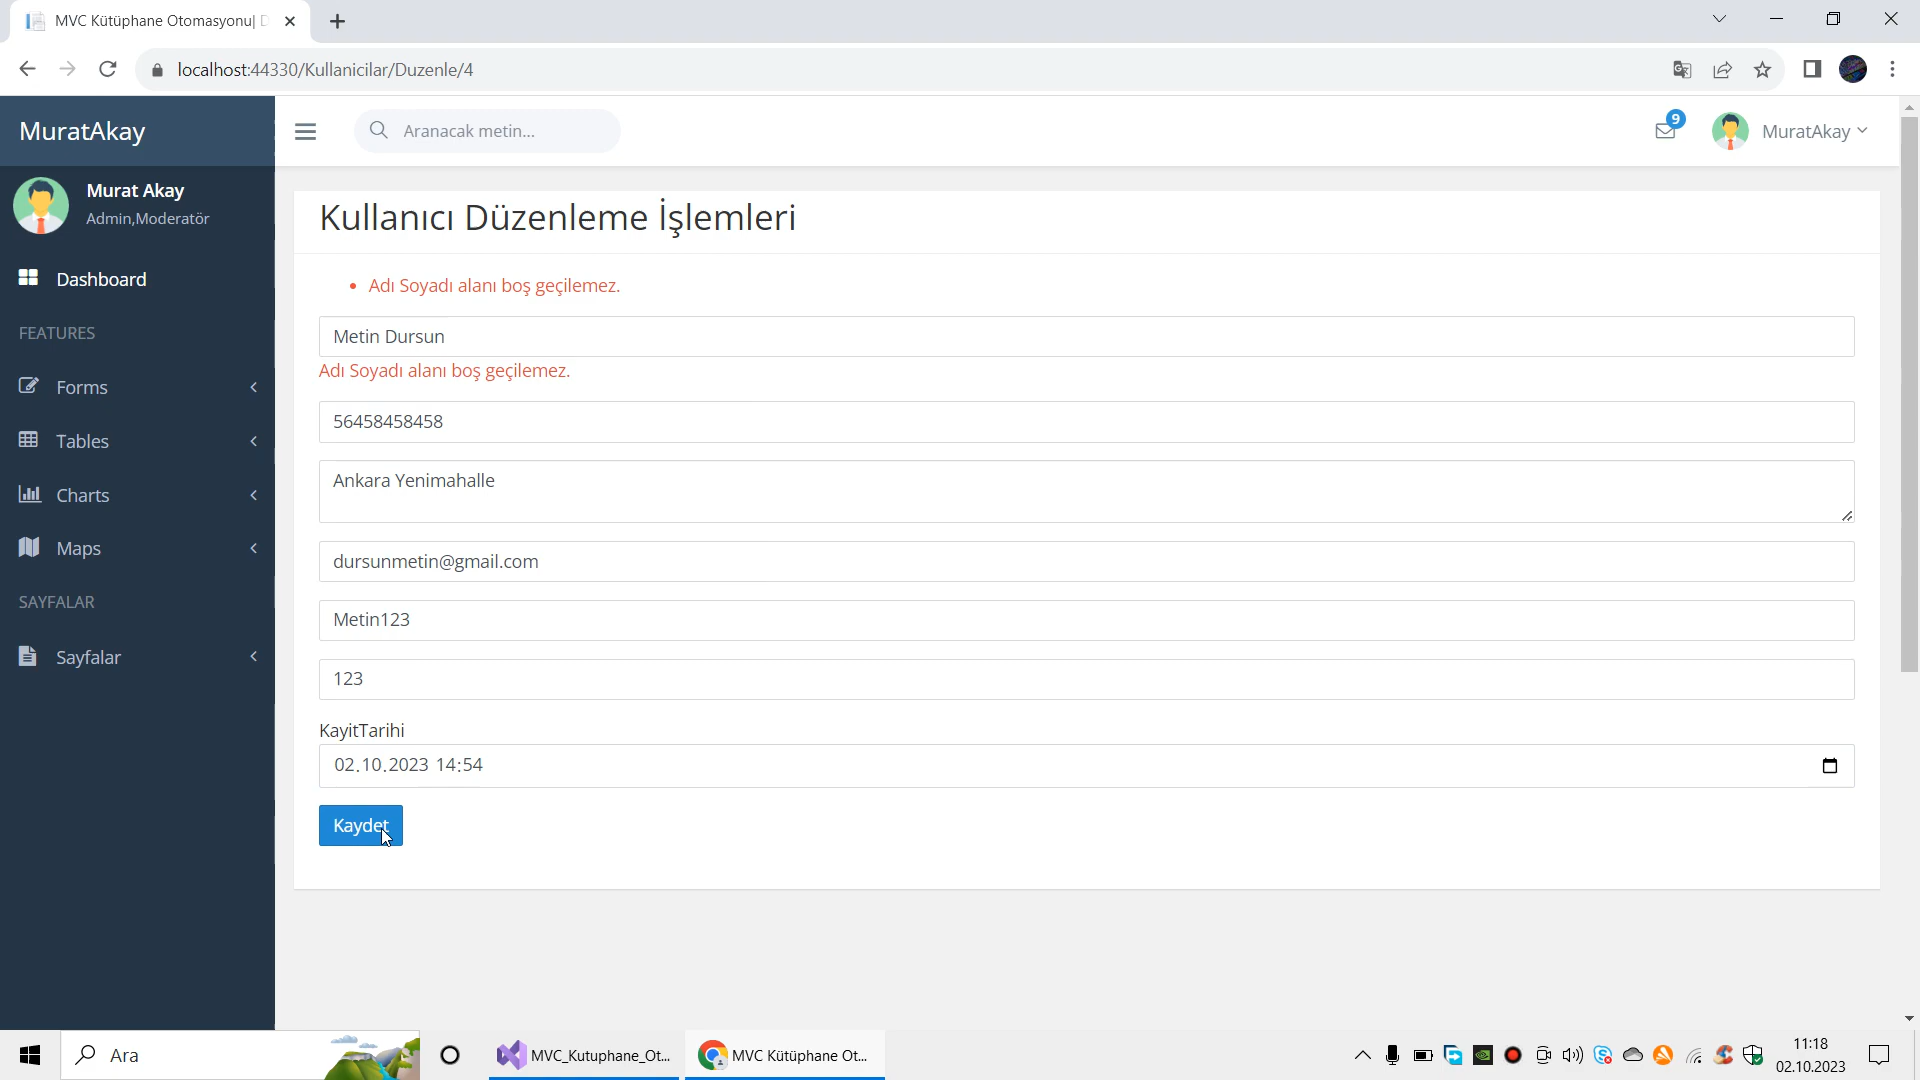 MVC Kütüphane Otomasyonu| D
localhost:44330/Kullanicilar/Duzenle/4
MuratAkay
Aranacak metin...
9
MuratAkay
Murat Akay
Admin,Moderatör
Dashboard
FEATURES
Forms
Tables
Charts
Maps
SAYFALAR
Sayfalar
Kullanıcı Düzenleme İşlemleri
• Adı Soyadı alanı boş geçilemez.
Metin Dursun
Adı Soyadı alanı boş geçilemez.
56458458458
Ankara Yenimahalle
dursunmetin@gmail.com
Metin123
123
KayitTarihi
02.10.2023 14:54
Kaydet
Ara
MVC_Kutuphane_Ot...
MVC Kütüphane Ot...
11:18
02.10.2023